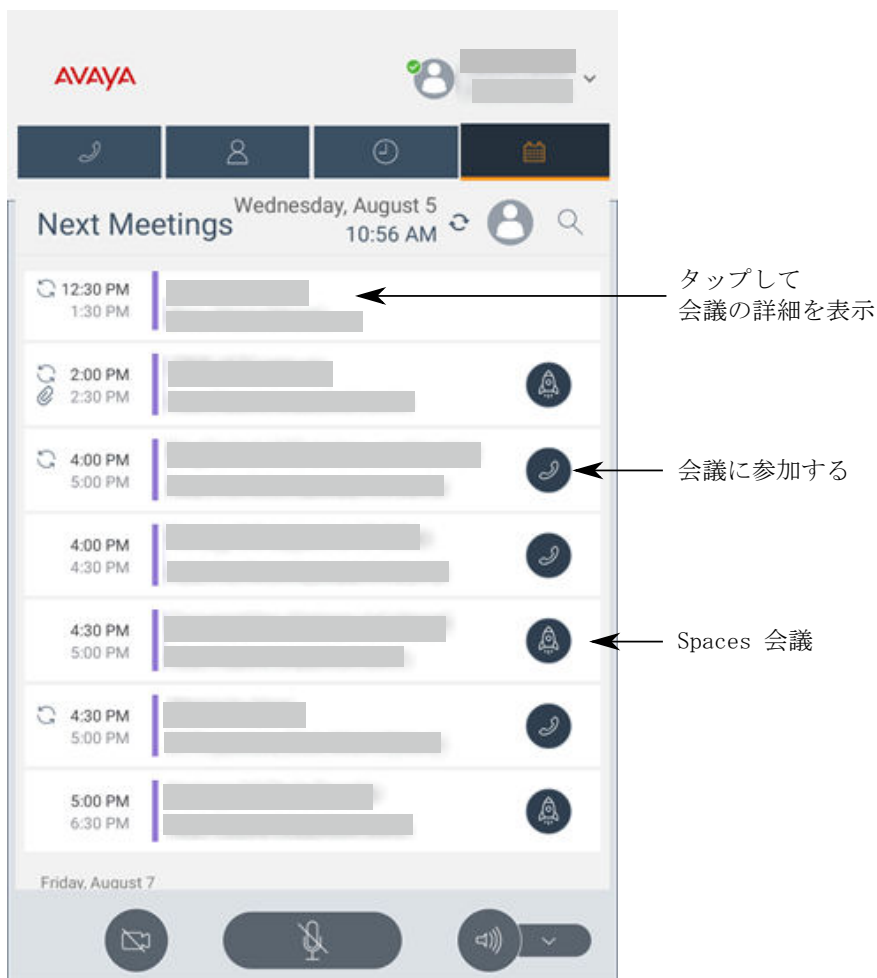 AVAYA
Next Meetings
Wednesday, August 5
10:56 AM
12:30 PM
1:30 PM
タップして
会議の詳細を表示
2:00 PM
2:30 PM
4:00 PM
5:00 PM
会議に参加する
4:00 PM
4:30 PM
4:30 PM
5:00 PM
Spaces 会議
4:30 PM
5:00 PM
5:00 PM
6:30 PM
Friday, August 7